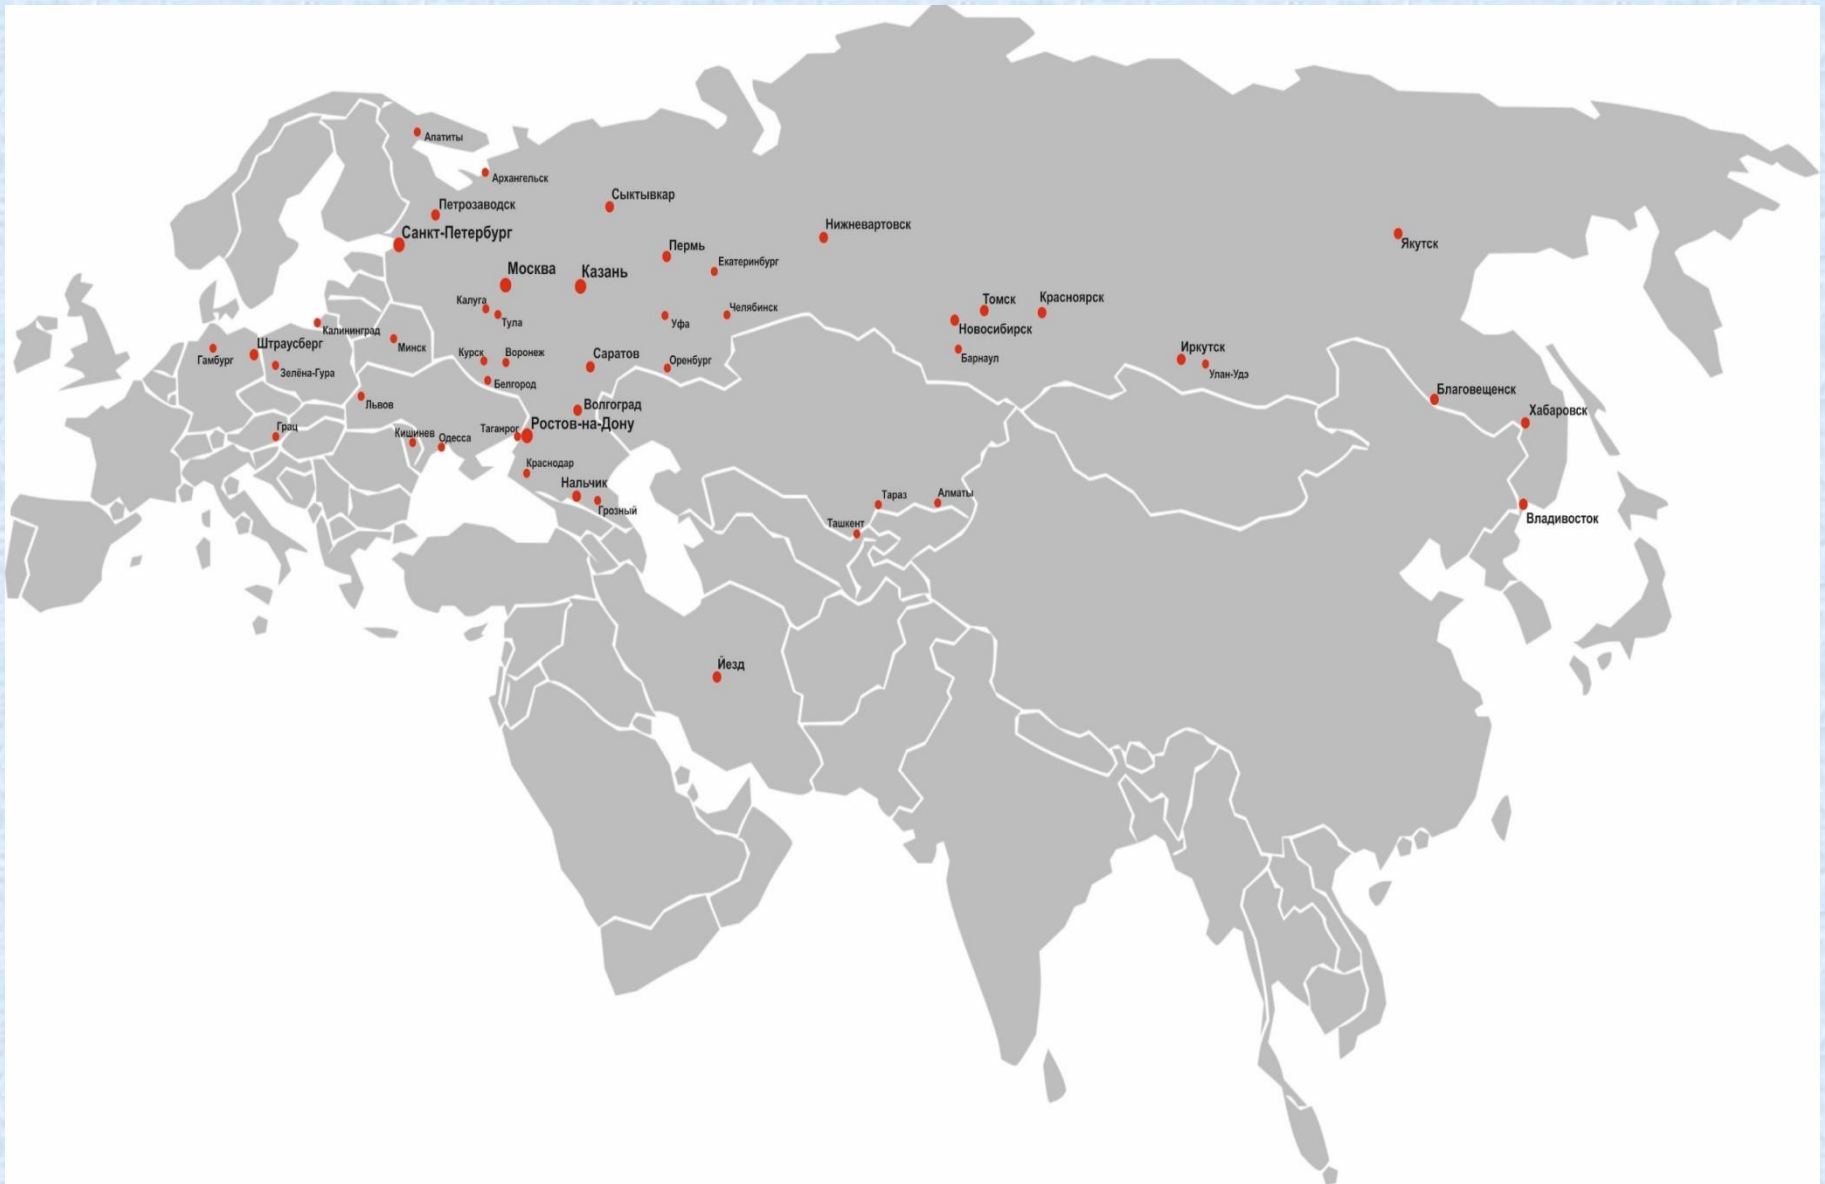 Апатиты
Архангельск
Сыктывкар
Петрозаводск
Нижневартовск
Санкт-Петербург
Якутск
Пермь
Екатеринбург
Москва
Казань
Калуга
Тула
Уфа
Челябинск
Томск
Красноярск
Новосибирск
Калининград
Минск
Штраусберг
Гамбург
Зелёна-Гура
Курск
Воронеж
Саратов
Оренбург
Барнаул
Иркутск
Улан-Удэ
Белгород
Благовещенск
Львов
Волгоград
Хабаровск
Грац
Кишинев
Одесса
Таганрог
Ростов-на-Дону
Краснодар
Нальчик
Грозный
Тараз
Алматы
Ташкент
Владивосток
Йезд